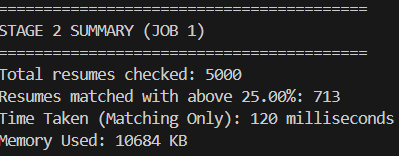 ==========================================
STAGE 2 SUMMARY (JOB 1)
==========================================
Total resumes checked: 5000
Resumes matched with above 25.00%: 713
Time Taken (Matching Only): 120 milliseconds
Memory Used: 10684 KB